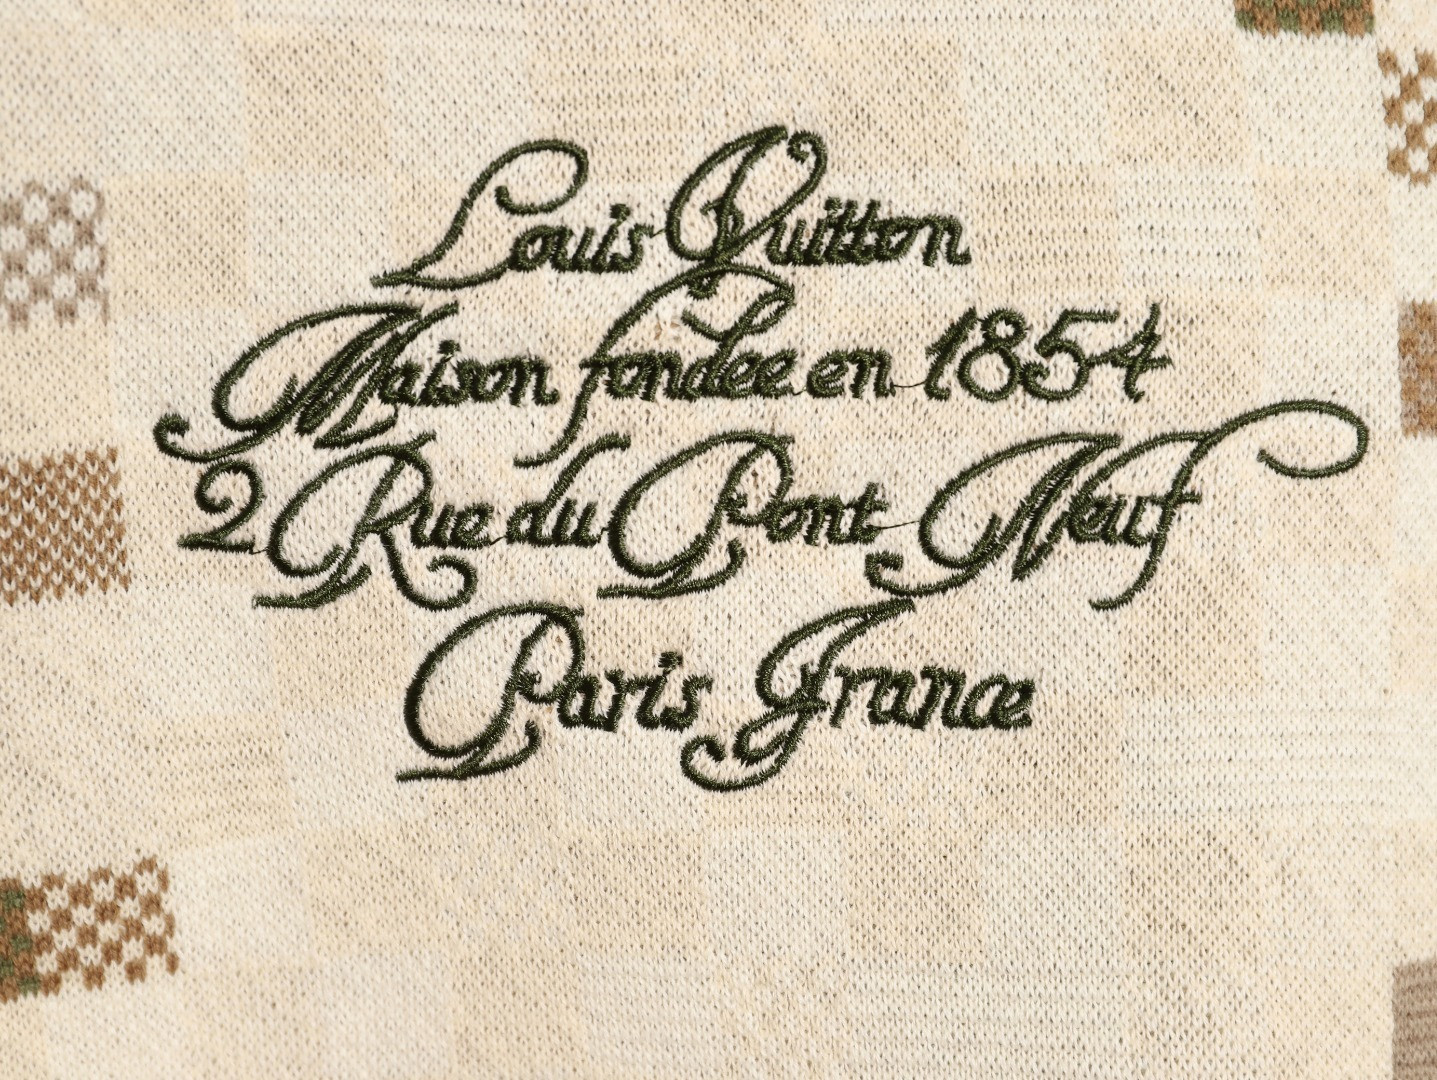 Louis Vuitton
Maison fondee en 1854
2 Rue du Pont Neuf
Paris France